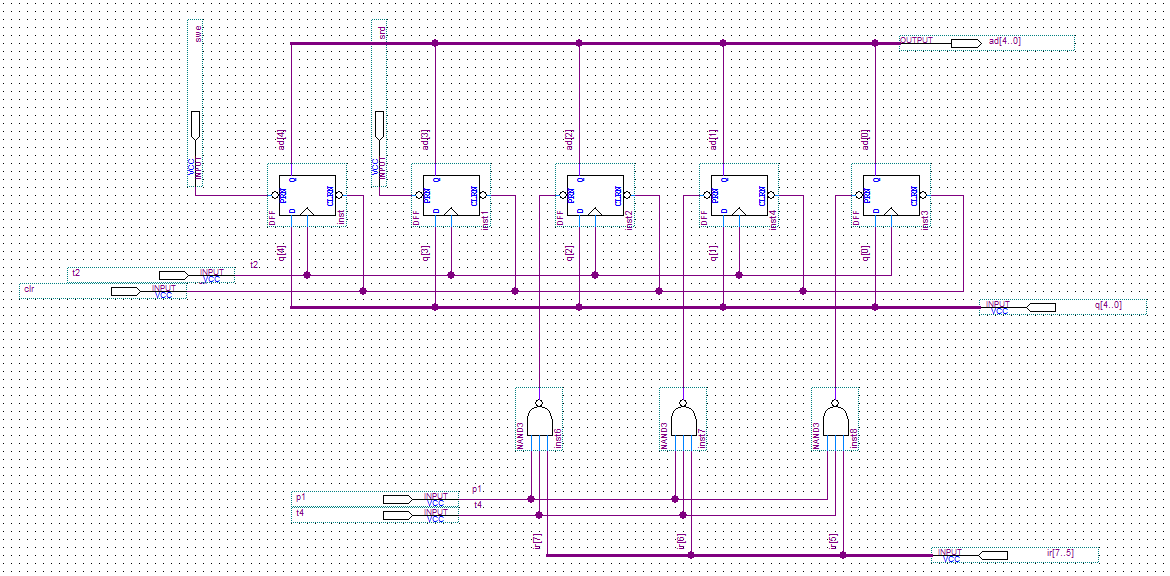 swe
srd
OUTPUT
ad[4..0]
ad[4]
ad[3]
ad[2]
ad[1]
ad[0]
VCC
INPUT
VCC
INPUT
Q
Q
Q
Q
Q
PRN
CLRN
PRN
CLRN
PRN
CLRN
PRN
CLRN
PRN
CLRN
D
D
D
D
D
DFF
inst
DFF
inst1
DFF
inst2
DFF
inst4
DFF
inst3
q[4]
q[3]
q[2]
q[1]
q[0]
t2
INPUT
VCC
t2
clr
INPUT
VCC
INPUT
VCC
q[4..0]
NAND3
inst6
NAND3
inst7
NAND3
inst8
p1
INPUT
VCC
p1
t4
INPUT
VCC
t4
ir[7]
ir[6]
ir[5]
INPUT
VCC
ir[7..5]